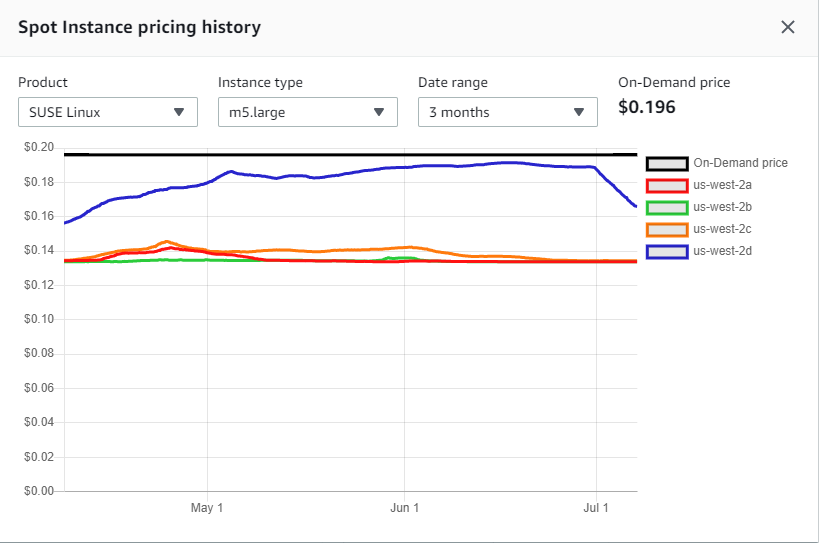 Spot Instance pricing history
Product
Instance type
Date range
On-Demand price
SUSE Linux
m5.large
3 months
$0.196
$0.20
$0.18
$0.16
$0.14
$0.12
$0.10
$0.08
$0.06
$0.04
$0.02
$0.00
May 1
Jun 1
Jul 1
On-Demand price
us-west-2a
us-west-2b
us-west-2c
us-west-2d